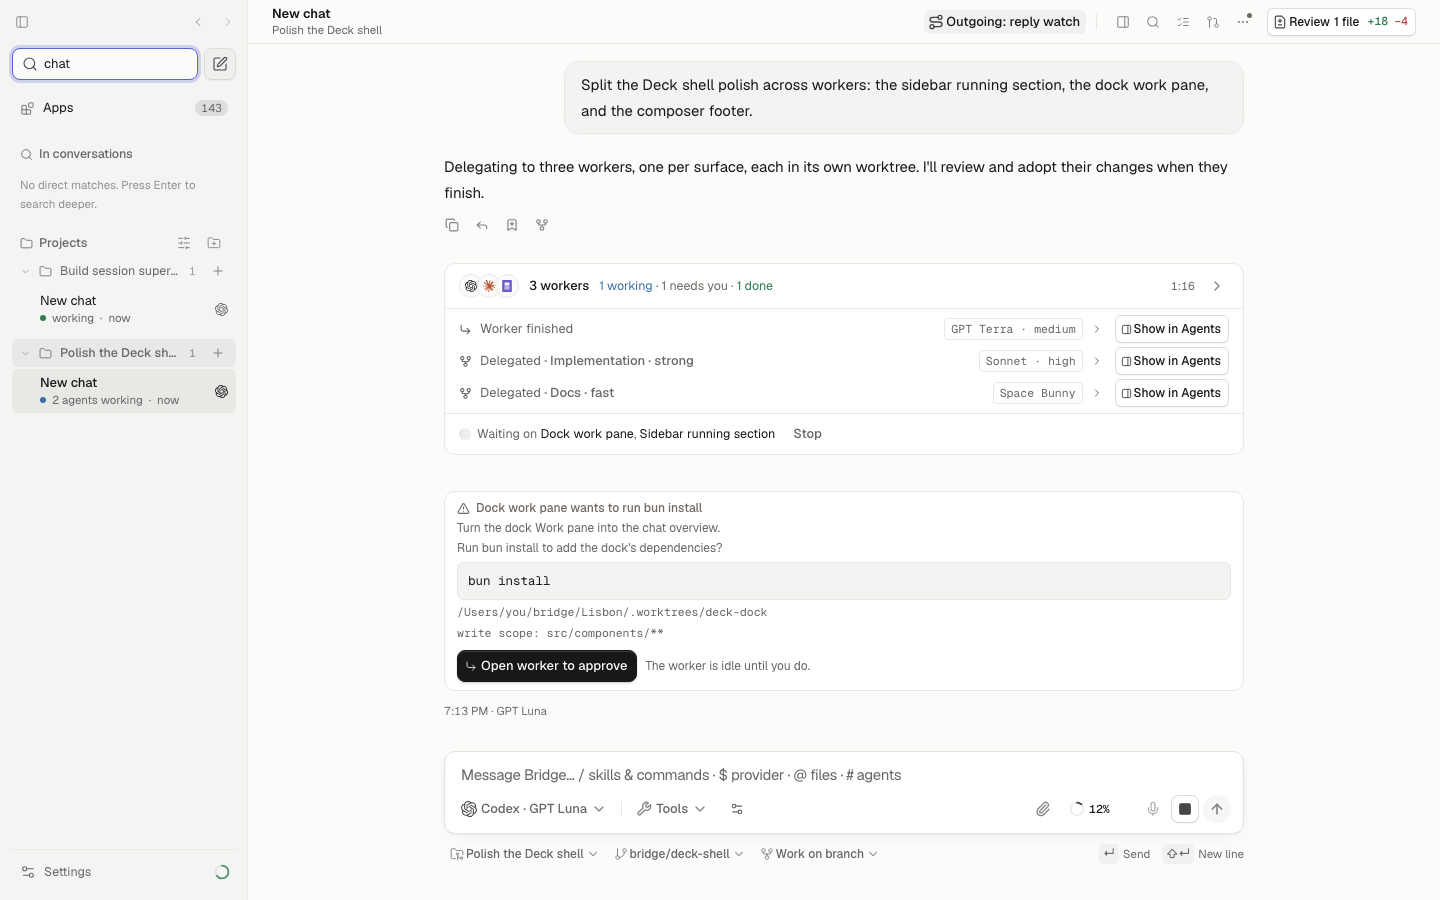 chat
Apps
143
In conversations
No direct matches. Press Enter to
search deeper.
Projects
Build session super...
1
New chat
working · now
Polish the Deck sh...
1
New chat
2 agents working · now
Settings
New chat
Polish the Deck shell
Outgoing: reply watch
Review 1 file +18 −4
Split the Deck shell polish across workers: the sidebar running section, the dock work pane,
and the composer footer.
Delegating to three workers, one per surface, each in its own worktree. I'll review and adopt their changes when they
finish.
3 workers 1 working · 1 needs you · 1 done
1:16
Worker finished
GPT Terra · medium
Show in Agents
Delegated · Implementation · strong
Sonnet · high
Show in Agents
Delegated · Docs · fast
Space Bunny
Show in Agents
Waiting on Dock work pane, Sidebar running section
Stop
Dock work pane wants to run bun install
Turn the dock Work pane into the chat overview.
Run bun install to add the dock's dependencies?
bun install
/Users/you/bridge/Lisbon/.worktrees/deck-dock
write scope: src/components/**
Open worker to approve
The worker is idle until you do.
7:13 PM · GPT Luna
Message Bridge... / skills & commands · $ provider · @ files · # agents
Codex · GPT Luna
Tools
12%
Polish the Deck shell
bridge/deck-shell
Work on branch
Send
New line